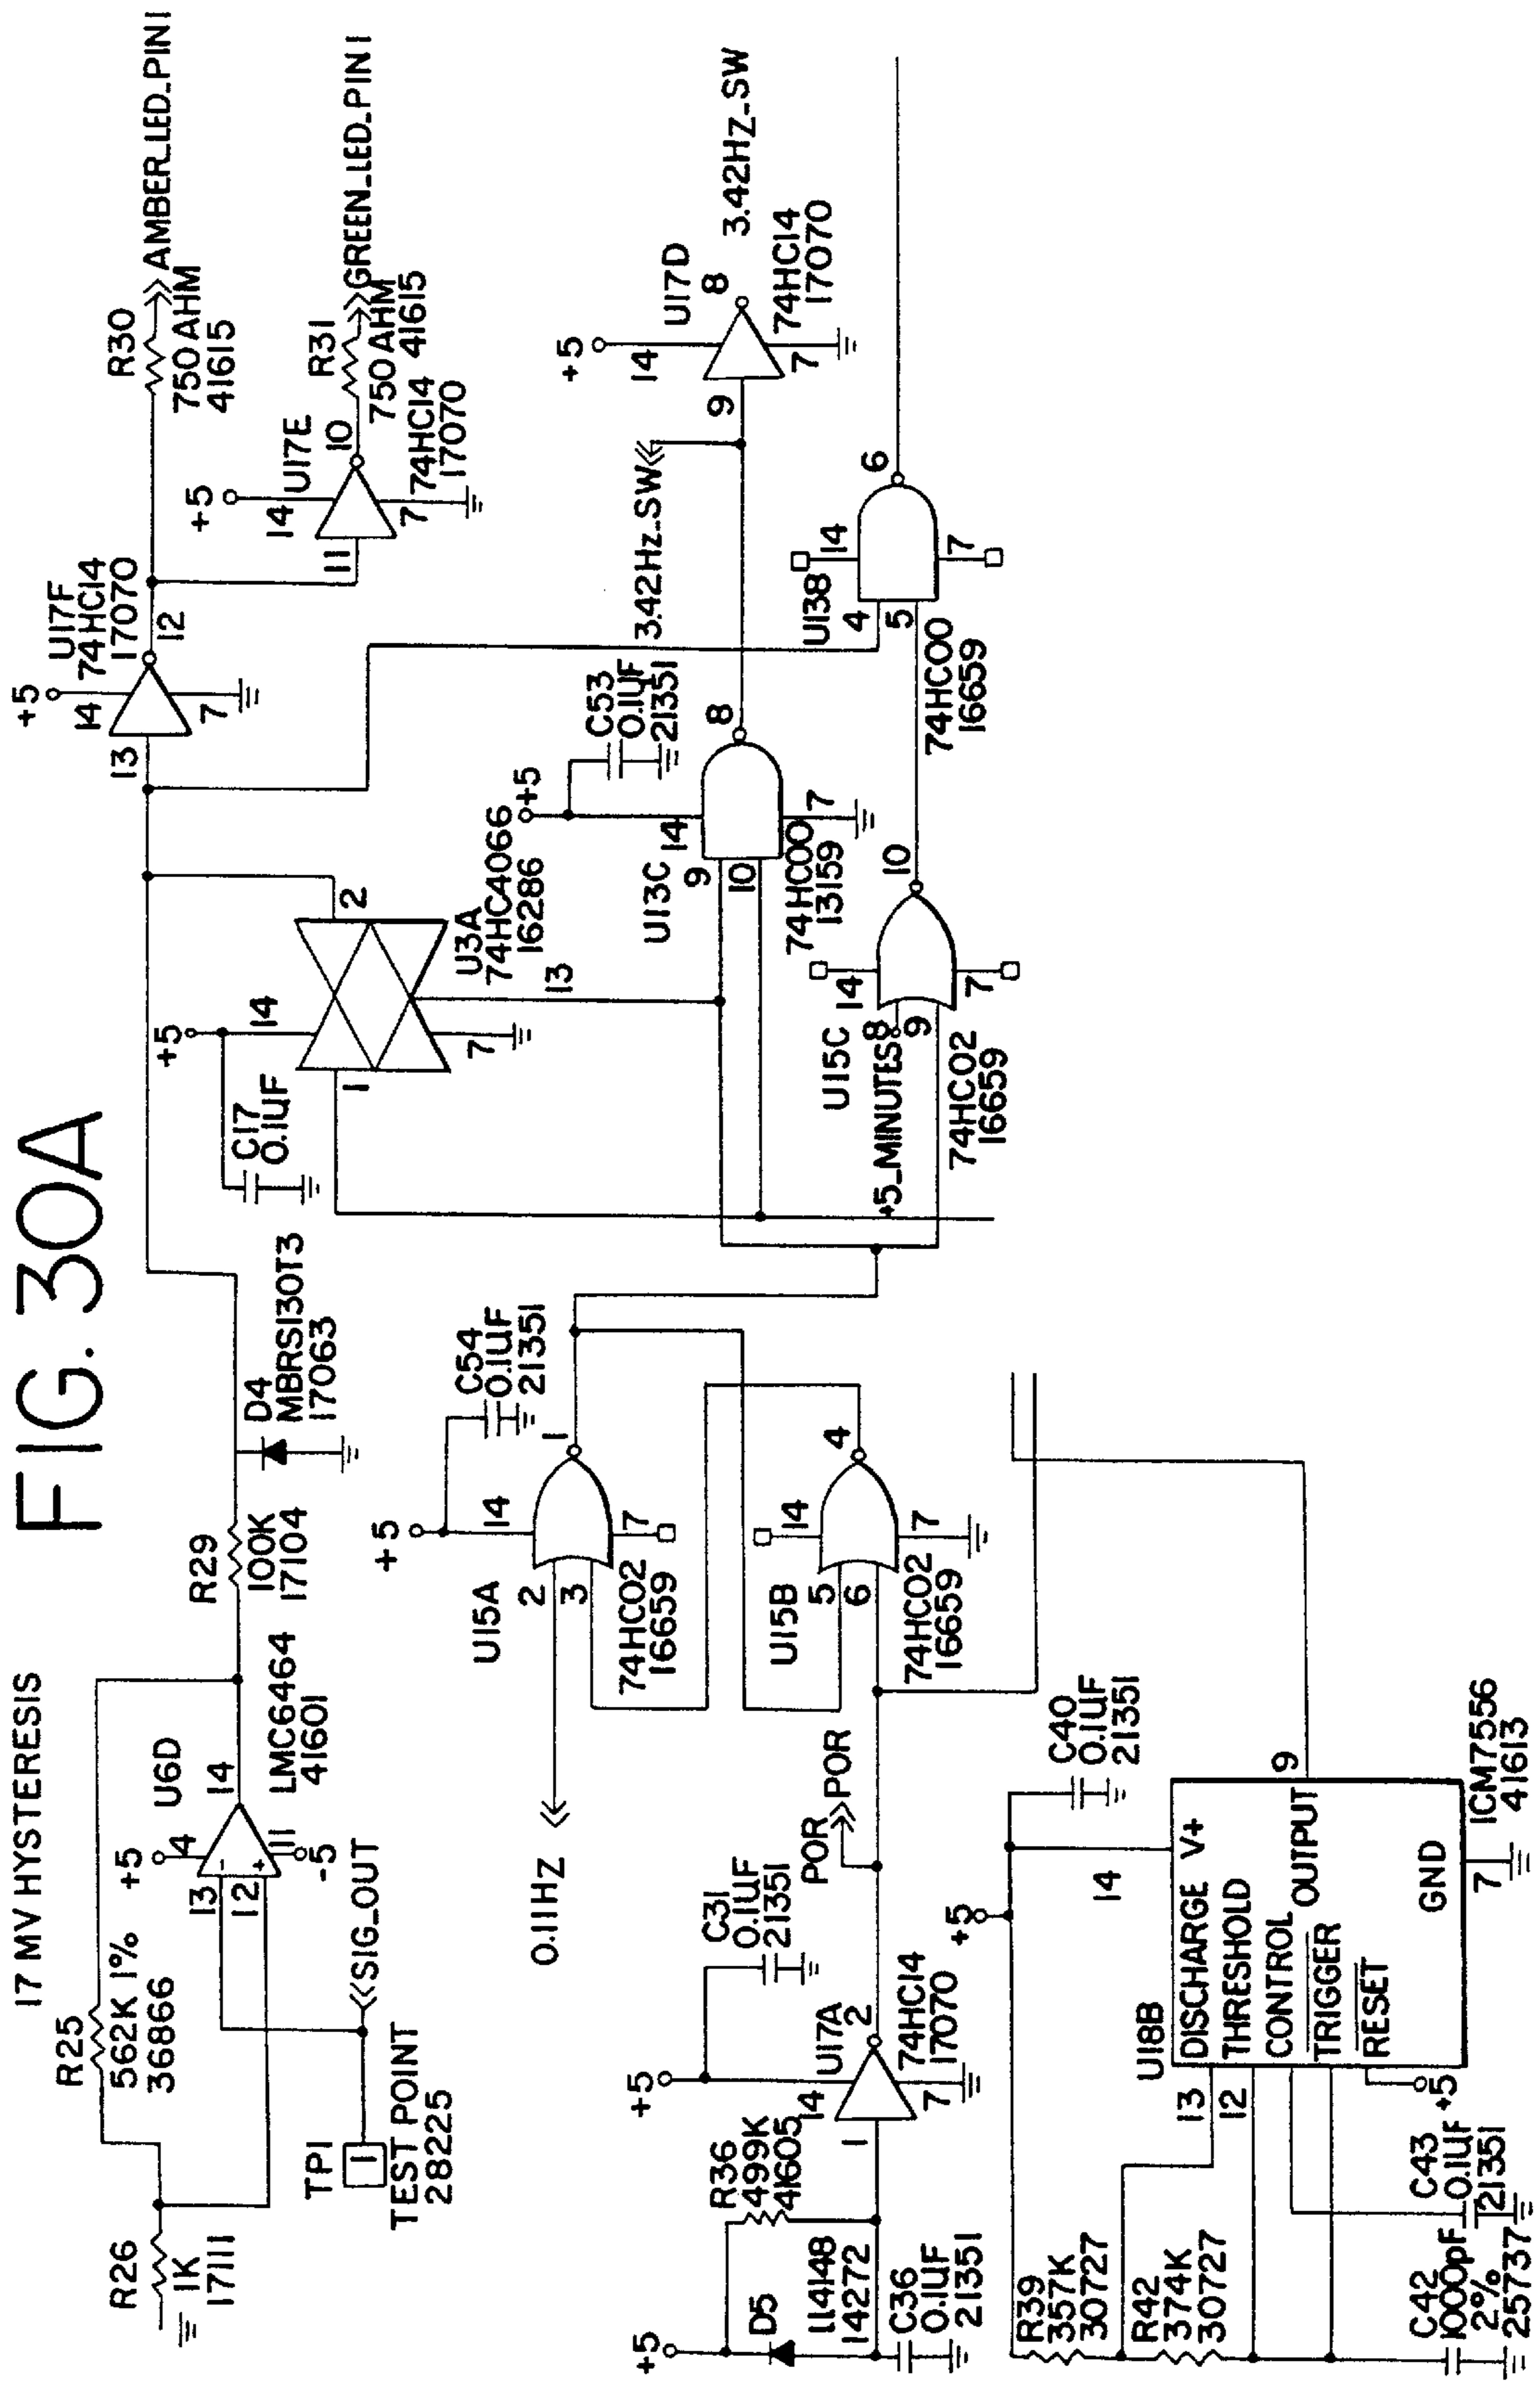 FIG. 30A
17 MV HYSTERESIS
R25
562K 1%
36866
R26
1K
17111
+5
4
U6D
13
12
-
+
14
11
-5
LMC6464
41601
SIG_OUT
TP1
1
TEST POINT
28225
R29
100K
17104
D4
MBRS130T3
17063
+5
C17
0.1UF
14
1
2
7
U3A
74HC4066
16286
13
+5
14
13
7
U17F
74HC14
17070
12
R30
750 AHM
41615
AMBER_LED_PIN1
+5
14
U17E
11
10
7
74HC14
17070
R31
750 AHM
41615
GREEN_LED_PIN1
0.11HZ
+5
C54
0.1UF
21351
U15A
14
2
3
1
7
74HC02
16659
U15B
14
5
6
4
7
74HC02
16659
+5
C53
0.1UF
21351
U13C
14
9
10
8
7
74HC00
13159
3.42Hz_SW
+5
14
U17D
9
8
7
74HC14
17070
3.42HZ_SW
U15C
14
+5_MINUTES
8
9
10
7
74HC02
16659
U138
14
4
5
6
7
74HC00
16659
+5
D5
114148
14272
C36
0.1UF
21351
R36
499K
41605
+5
14
1
U17A
2
7
74HC14
17070
C31
0.1UF
21351
POR
POR
+5
C40
0.1UF
21351
14
R39
357K
30727
R42
374K
30727
C42
1000pF
2%
25737
C43
0.1UF
21351
U18B
13
12
+5
DISCHARGE
V+
THRESHOLD
CONTROL
OUTPUT
TRIGGER
RESET
GND
9
7
ICM7556
41613